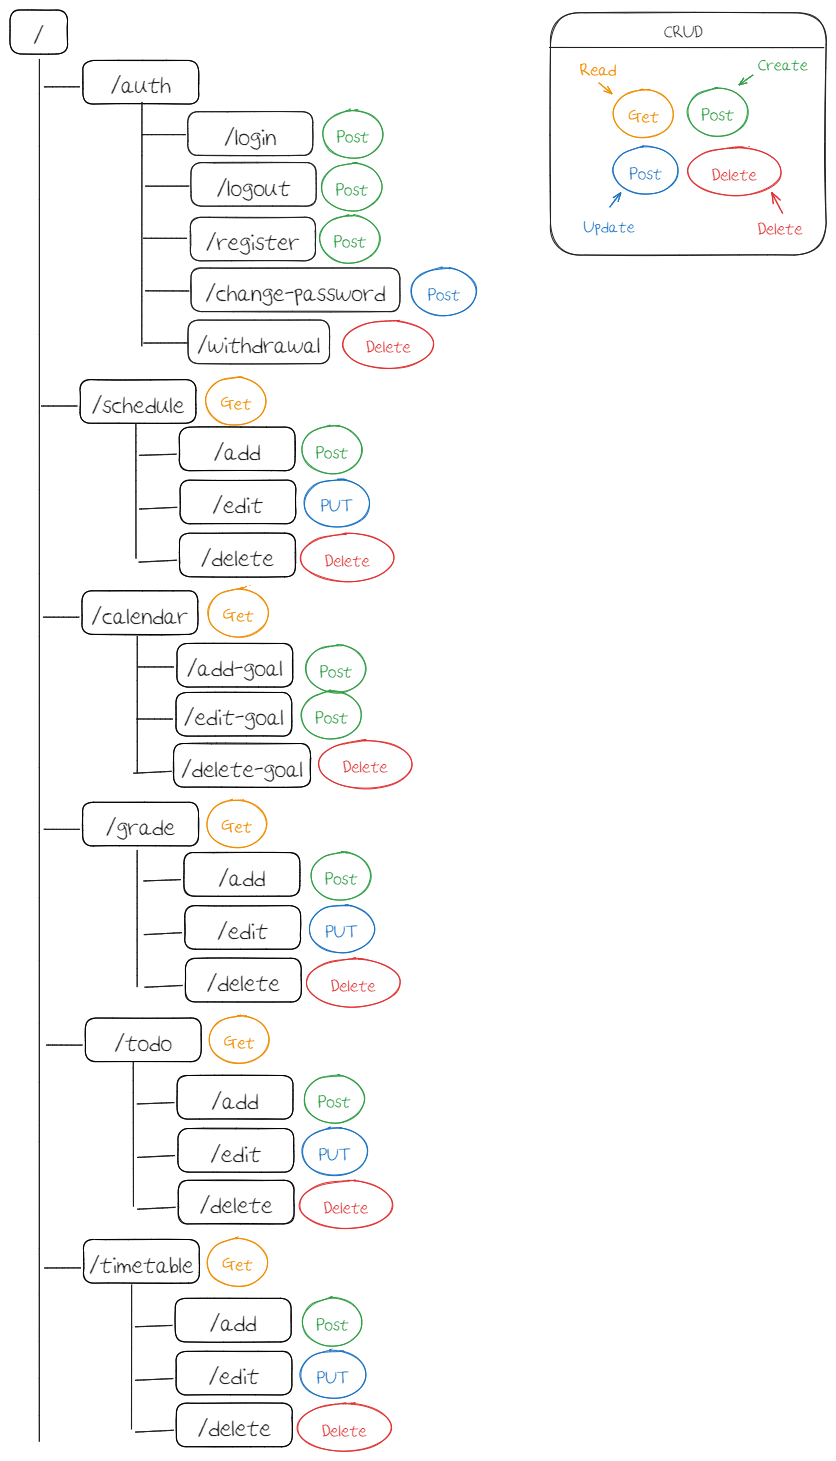 /
/auth
/login Post
/logout Post
/register Post
/change-password Post
/withdrawal Delete
/schedule Get
/add Post
/edit PUT
/delete Delete
/calendar Get
/add-goal Post
/edit-goal Post
/delete-goal Delete
/grade Get
/add Post
/edit PUT
/delete Delete
/todo Get
/add Post
/edit PUT
/delete Delete
/timetable Get
/add Post
/edit PUT
/delete Delete
CRUD
Read Create
Get Post
Post Delete
Update Delete